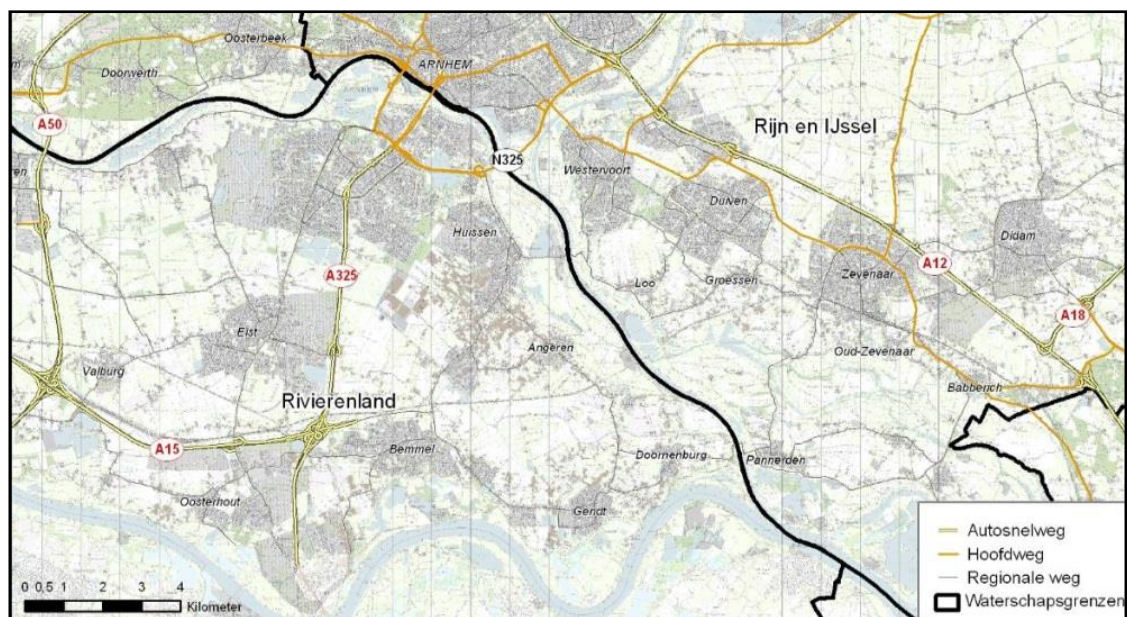 Oosterbeek
ARNHEM
Doorwerth
A50
Rijn en IJssel
N325
Westervoort
Duiven
Didam
Huissen
A325
Zevenaar
A12
Loo
Groessen
A18
Elst
Angeren
Oud-Zevenaar
Valburg
Babberich
Rivierenland
A15
Bemmel
Doornenburg
Pannerden
Oosterhout
Gendt
Autosnelweg
Hoofdweg
Regionale weg
Waterschapsgrenzen
0 0,5 1 2 3 4
Kilometer